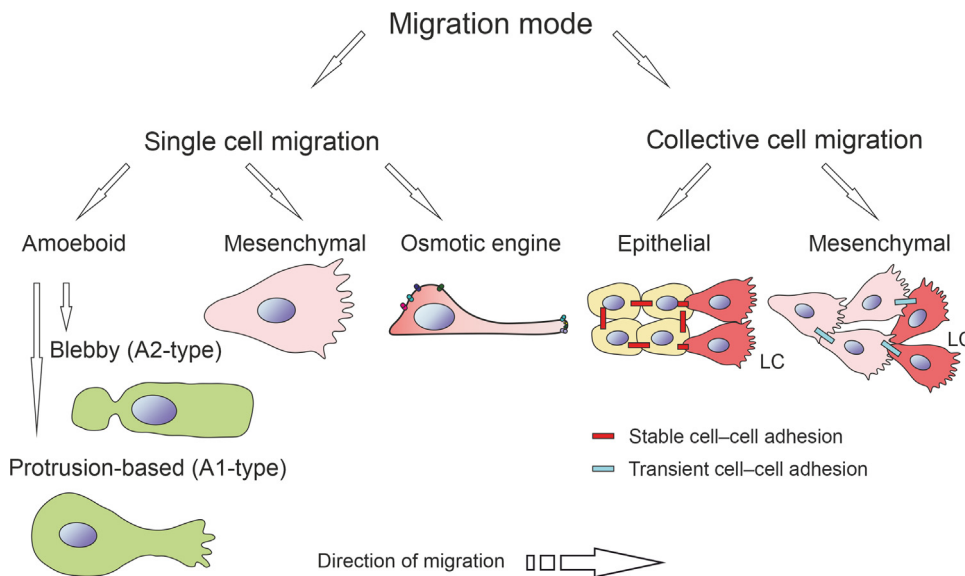 Migration mode
Single cell migration
Collective cell migration
Amoeboid
Mesenchymal
Osmotic engine
Epithelial
Mesenchymal
Blebby (A2-type)
LC
LC
Protrusion-based (A1-type)
Stable cell–cell adhesion
Transient cell–cell adhesion
Direction of migration